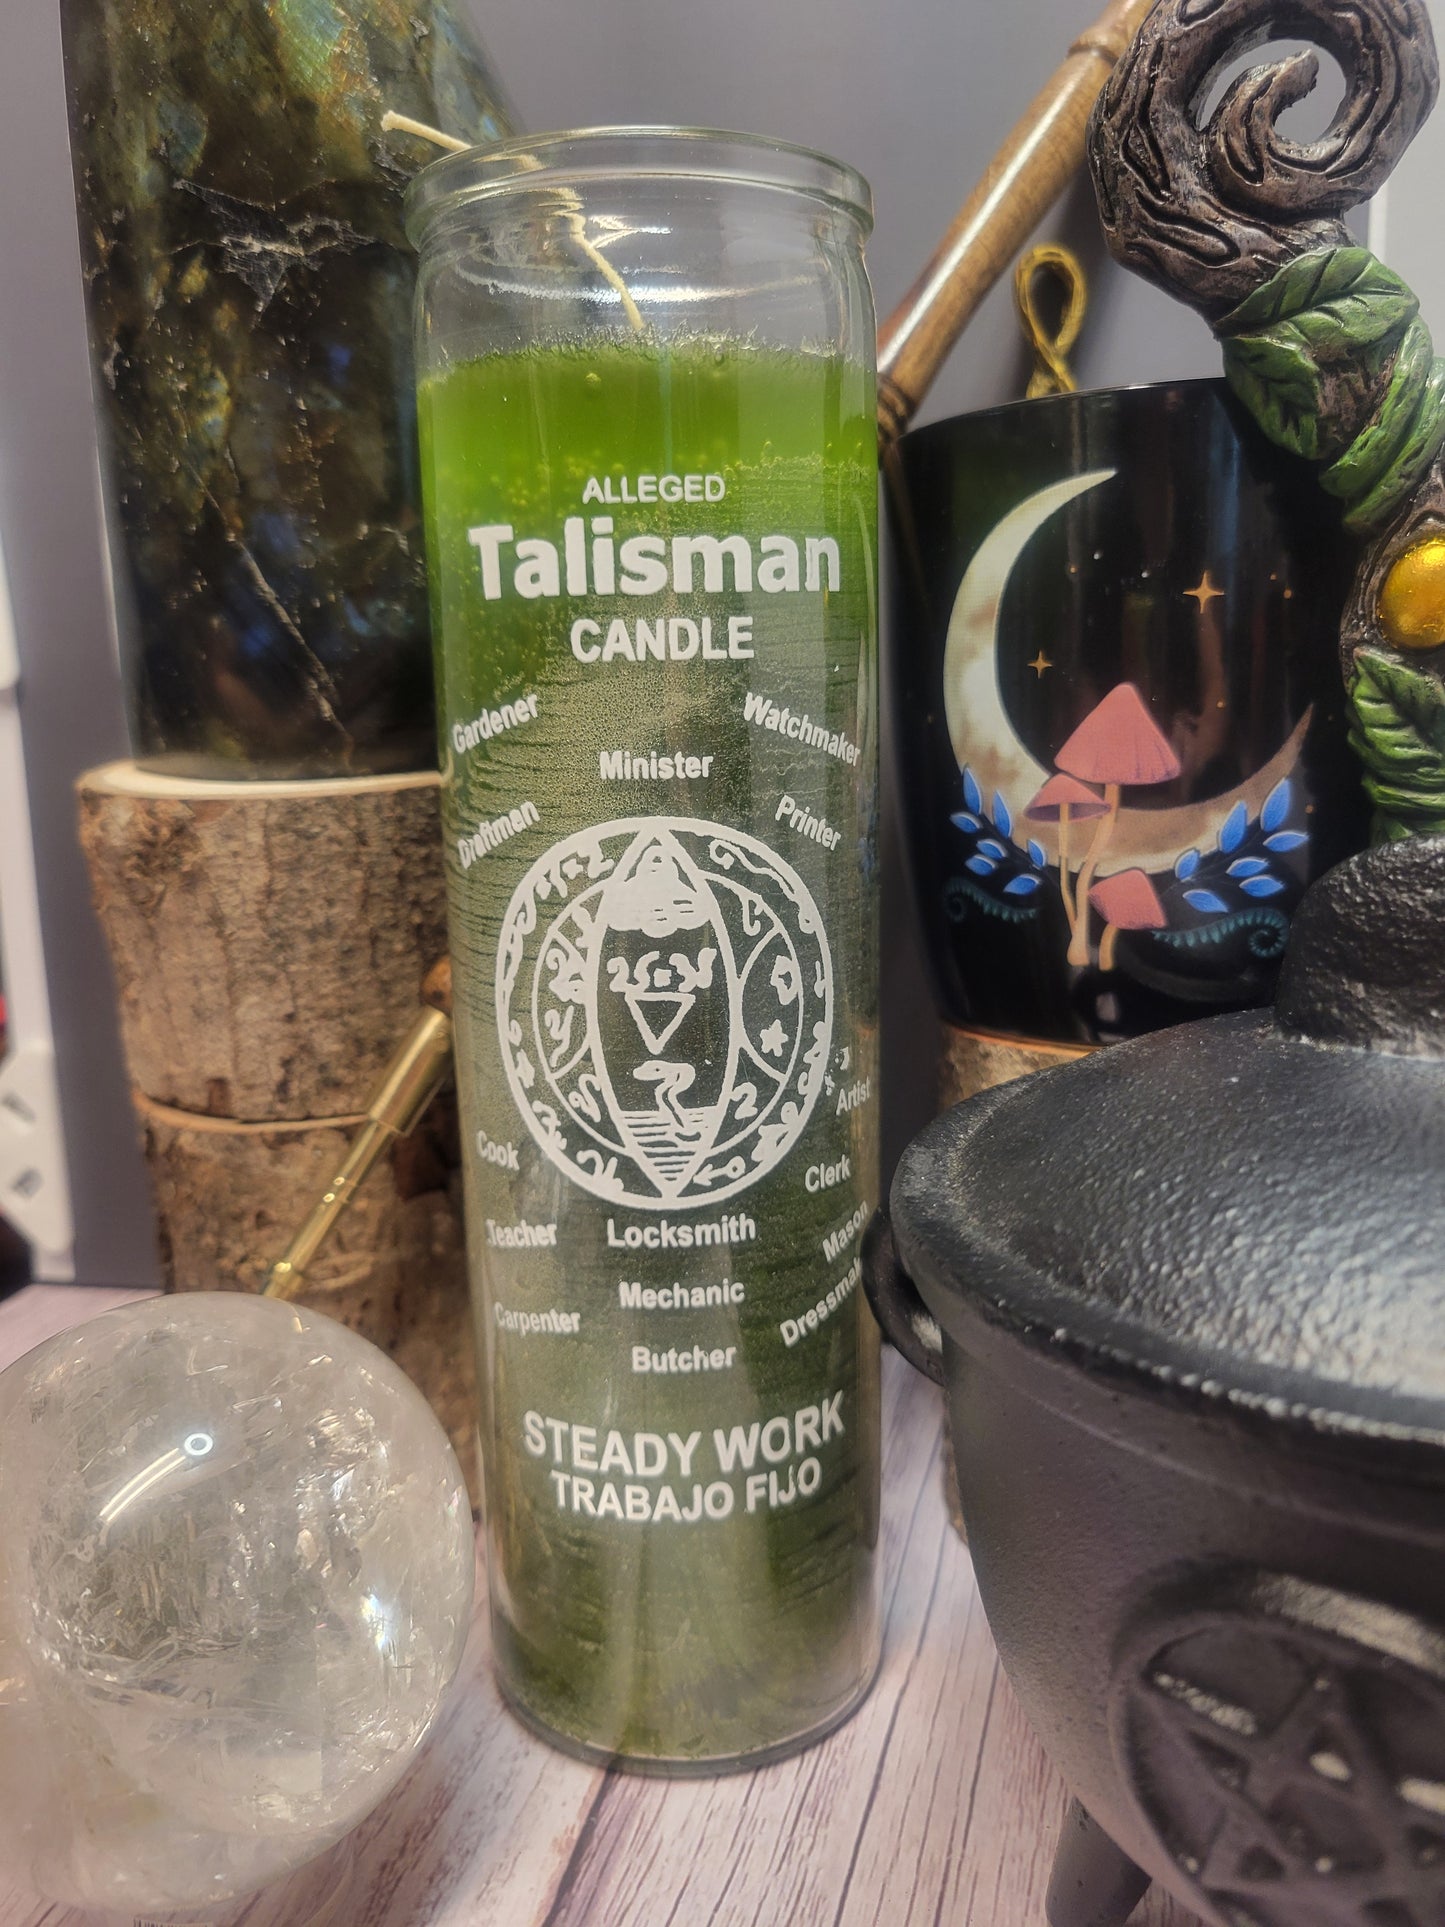 ALLEGED
Talisman
CANDLE
Gardener
Watchmaker
Minister
Draftmen
Printer
Artist
Cook
Clerk
Teacher
Locksmith
Mason
Mechanic
Carpenter
Dressmak
Butcher
STEADY WORK
TRABAJO FIJO